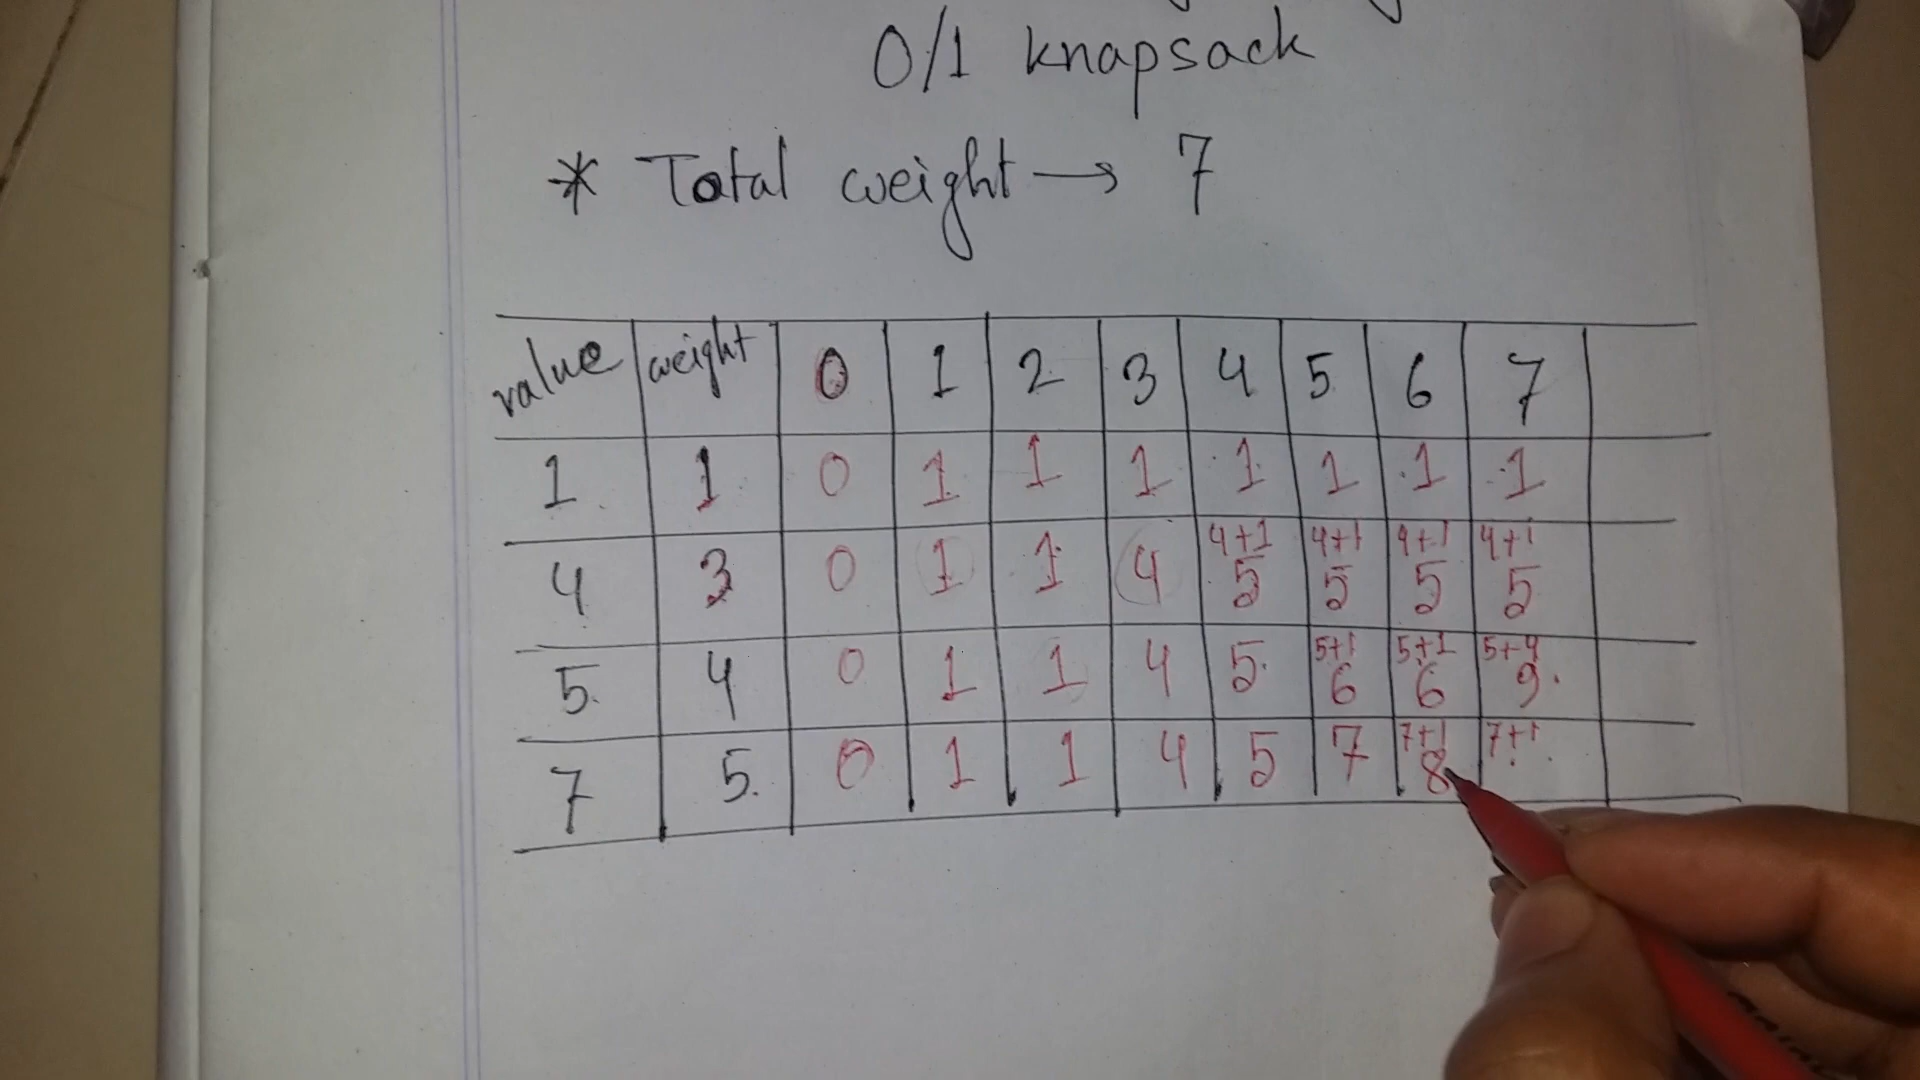 0/1 knapsack
* Total weight → 7
value weight 0 1 2 3 4 5 6 7
1 1 0 1 1 1 1 1 1 1
4+1 4+1 4+1 4+1
4 3 0 1 1 4 5 5 5 5
5+1 5+1 5+4
5 4 0 1 1 4 5 6 6 9
7+1 7+1
7 5 0 1 1 4 5 7 8